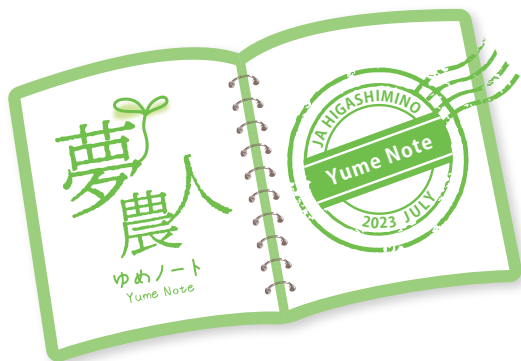 夢農人
ゆめノート
Yume Note
JA HIGASHIMINO
Yume Note
2023 JULY